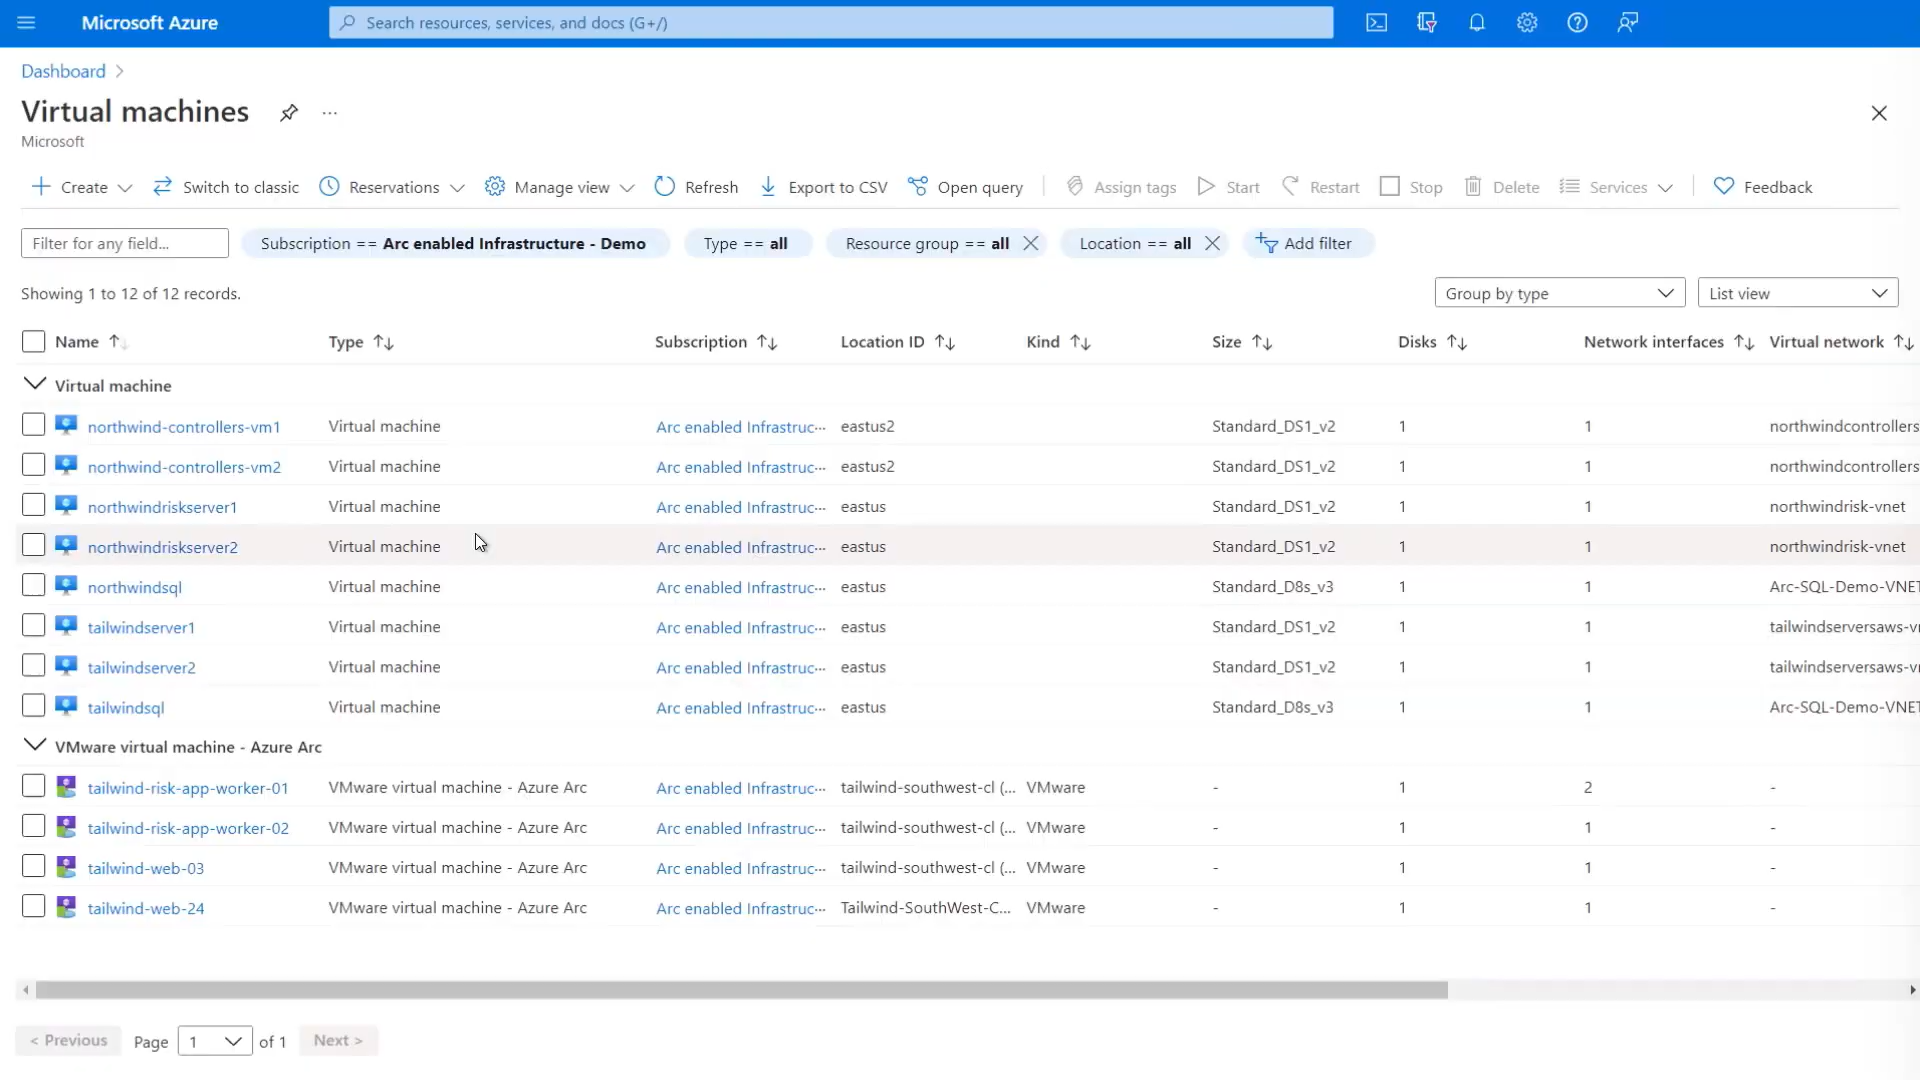 Microsoft Azure
Search resources, services, and docs (G+/)
Dashboard >
Virtual machines
...
Microsoft
Create
Switch to classic
Reservations
Manage view
Refresh
Export to CSV
Open query
Assign tags
Start
Restart
Stop
Delete
Services
Feedback
Filter for any field...
Subscription == Arc enabled Infrastructure - Demo
Type == all
Resource group == all
Location == all
Add filter
Showing 1 to 12 of 12 records.
Group by type
List view
Name Type Subscription Location ID Kind Size Disks Network interfaces Virtual network
Virtual machine
northwind-controllers-vm1 Virtual machine Arc enabled Infrastruc... eastus2 Standard_DS1_v2 1 1 northwindcontrollers
northwind-controllers-vm2 Virtual machine Arc enabled Infrastruc... eastus2 Standard_DS1_v2 1 1 northwindcontrollers
northwindriskserver1 Virtual machine Arc enabled Infrastruc... eastus Standard_DS1_v2 1 1 northwindrisk-vnet
northwindriskserver2 Virtual machine Arc enabled Infrastruc... eastus Standard_DS1_v2 1 1 northwindrisk-vnet
northwindsql Virtual machine Arc enabled Infrastruc... eastus Standard_D8s_v3 1 1 Arc-SQL-Demo-VNET
tailwindserver1 Virtual machine Arc enabled Infrastruc... eastus Standard_DS1_v2 1 1 tailwindserversaws-v
tailwindserver2 Virtual machine Arc enabled Infrastruc... eastus Standard_DS1_v2 1 1 tailwindserversaws-v
tailwindsql Virtual machine Arc enabled Infrastruc... eastus Standard_D8s_v3 1 1 Arc-SQL-Demo-VNET
VMware virtual machine - Azure Arc
tailwind-risk-app-worker-01 VMware virtual machine - Azure Arc Arc enabled Infrastruc... tailwind-southwest-cl (... VMware - 1 2 -
tailwind-risk-app-worker-02 VMware virtual machine - Azure Arc Arc enabled Infrastruc... tailwind-southwest-cl (... VMware - 1 1 -
tailwind-web-03 VMware virtual machine - Azure Arc Arc enabled Infrastruc... tailwind-southwest-cl (... VMware - 1 1 -
tailwind-web-24 VMware virtual machine - Azure Arc Arc enabled Infrastruc... Tailwind-SouthWest-C... VMware - 1 1 -
< Previous Page 1 of 1 Next >